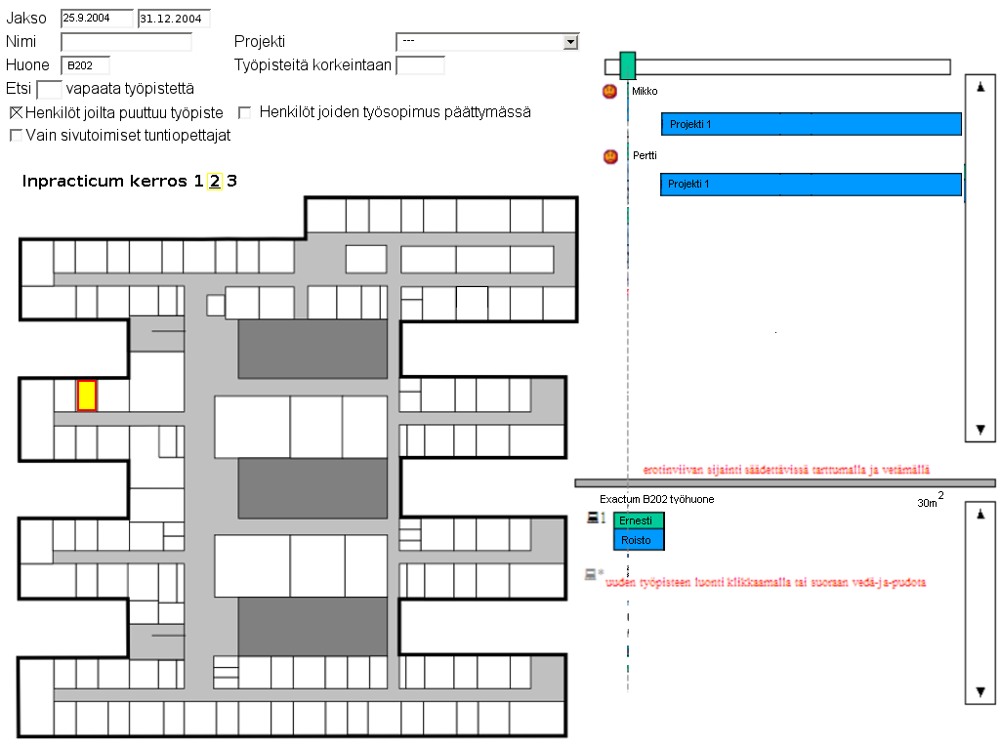 Jakso 25.9.2004 31.12.2004
Nimi Projekti ---
Huone B202 Työpisteitä korkeintaan
Etsi vapaata työpistettä
Henkilöt joilta puuttuu työpiste Henkilöt joiden työsopimus päättymässä
Vain sivutoimiset tuntiopettajat
Inpracticum kerros 1 2 3
Mikko
Projekti 1
Pertti
Projekti 1
erotinviivan sijainti säädettävissä tarttumalla ja vetämällä
Exactum B202 työhuone 30m2
1 Ernesti
Roisto
* uuden työpisteen luonti klikkaamalla tai suoraan vedä-ja-pudota